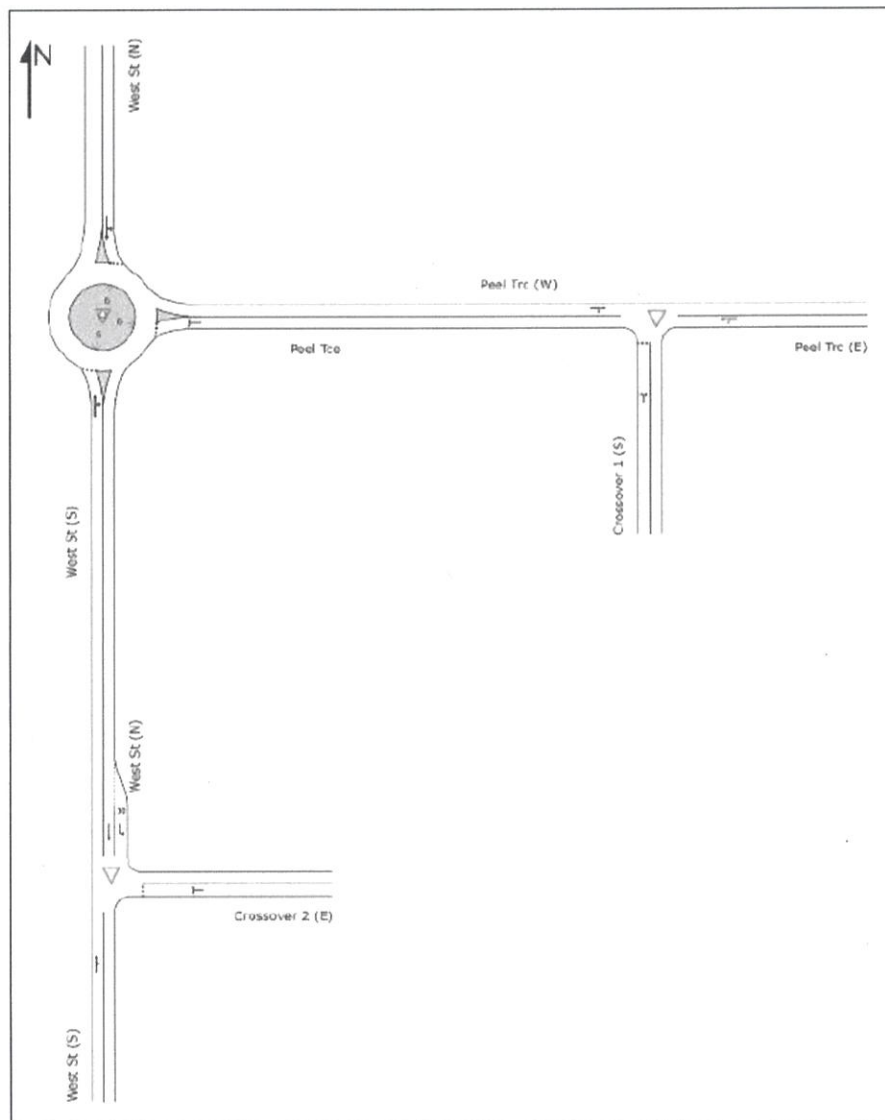 N
West St (N)
Peel Trc (W)
Peel Tce
Peel Trc (E)
Crossover 1 (S)
West St (S)
West St (N)
Crossover 2 (E)
West St (S)